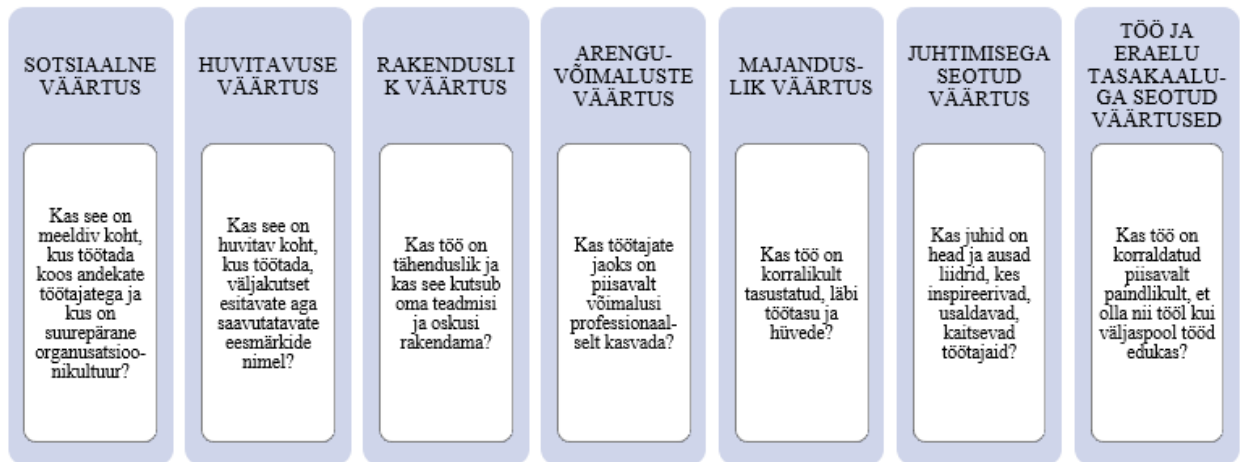 SOTSIAALNE
VÄÄRTUS
Kas see on
meeldiv koht,
kus töötada
koos andekate
töötajatega ja
kus on
suurepärane
organusatsioo-
nikultuur?
HUVITAVUSE
VÄÄRTUS
Kas see on
huvitav koht,
kus töötada,
väljakutset
esitavate aga
saavutatavate
eesmärkide
nimel?
RAKENDUSLI
K VÄÄRTUS
Kas töö on
tähenduslik ja
kas see kutsub
oma teadmisi
ja oskusi
rakendama?
ARENGU-
VÕIMALUSTE
VÄÄRTUS
Kas töötajate
jaoks on
piisavalt
võimalusi
professionaal-
selt kasvada?
MAJANDUS-
LIK VÄÄRTUS
Kas töö on
korralikult
tasustatud, läbi
töötasu ja
hüvede?
JUHTIMISEGA
SEOTUD
VÄÄRTUS
Kas juhid on
head ja ausad
liidrid, kes
inspireerivad,
usaldavad,
kaitsevad
töötajaid?
TÖÖ JA
ERAELU
TASAKAALU-
GA SEOTUD
VÄÄRTUSED
Kas töö on
korraldatud
piisavalt
paindlikult, et
olla nii tööl kui
väljaspool tööd
edukas?